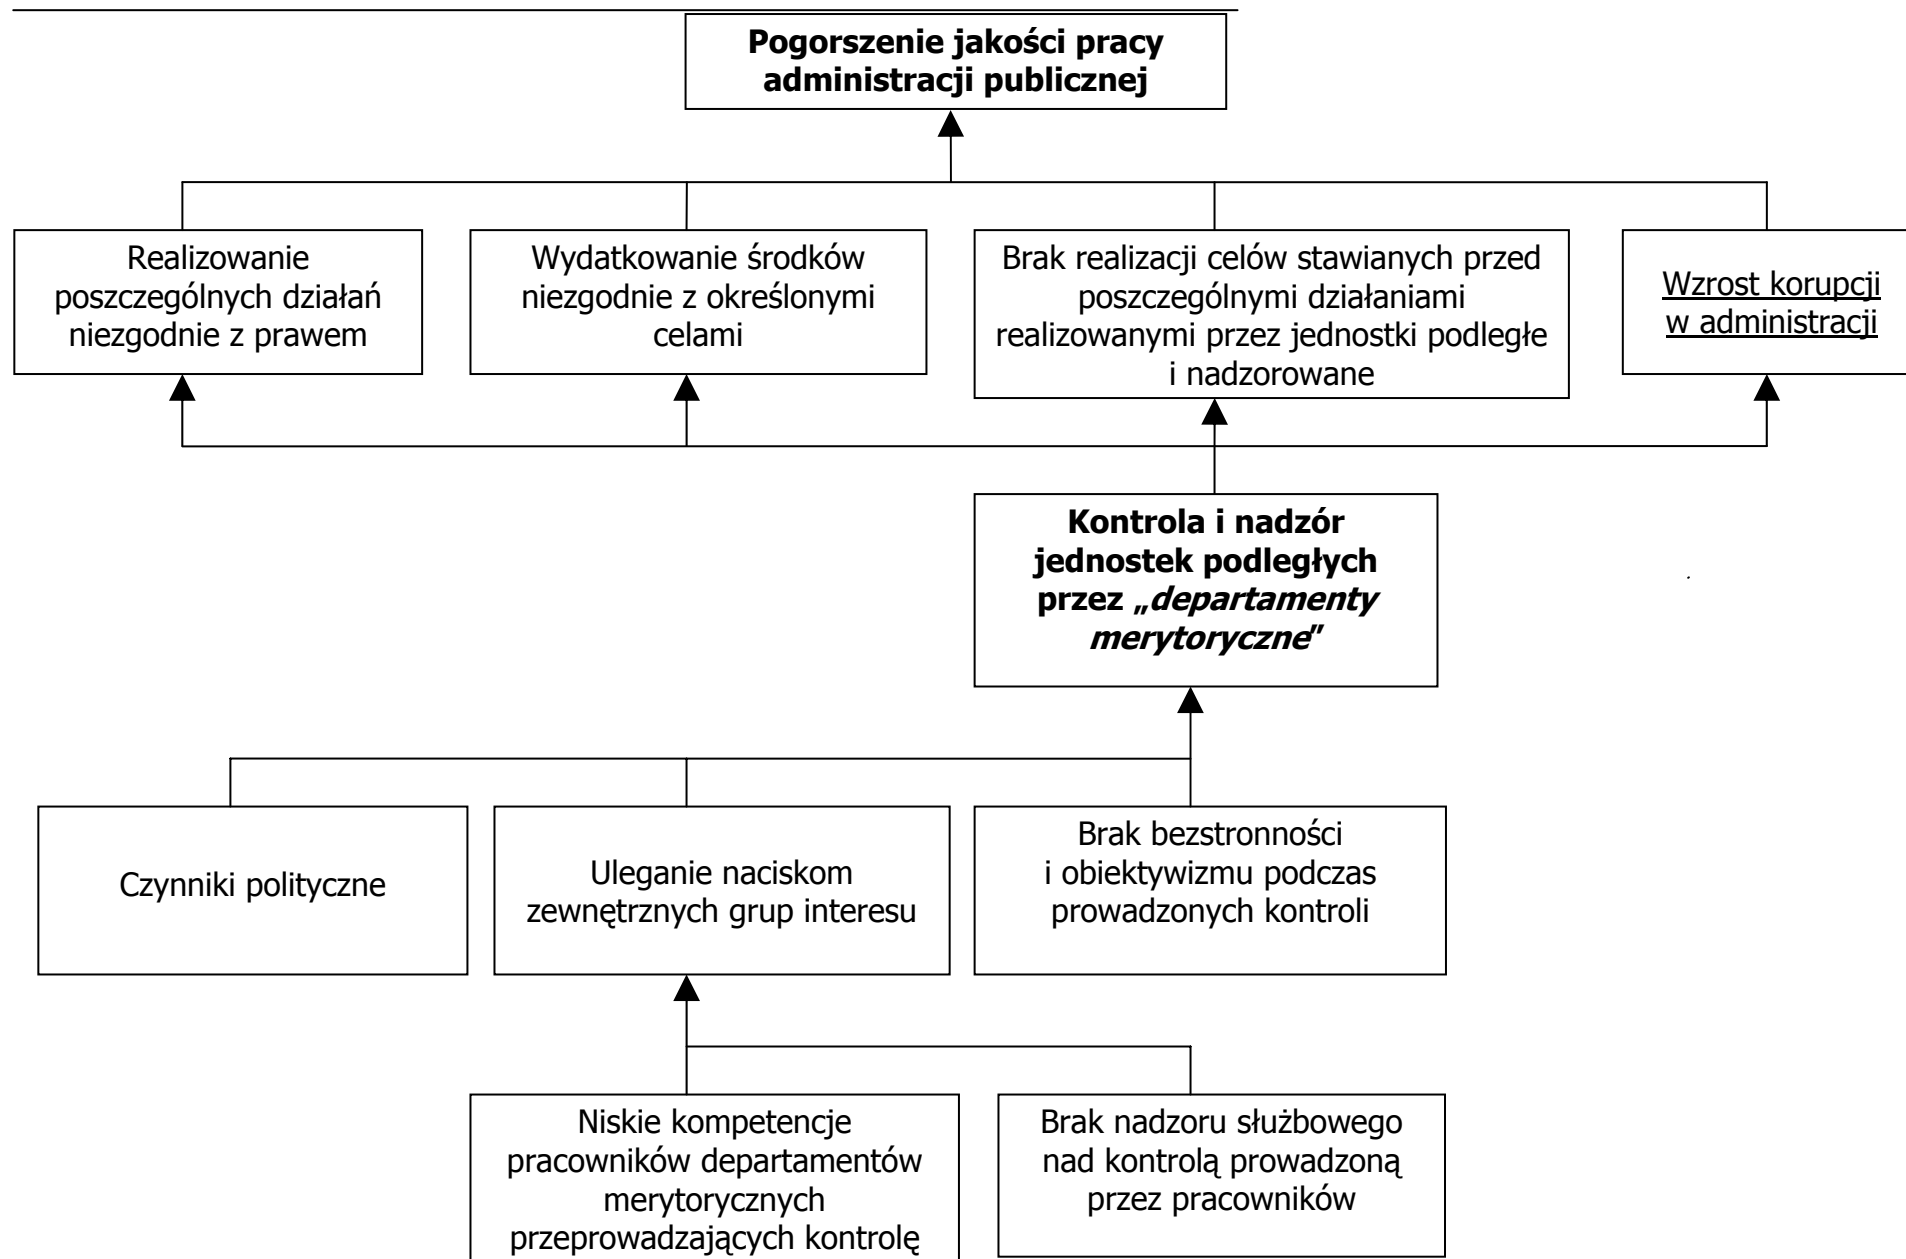 Pogorszenie jakości pracy
administracji publicznej
Realizowanie
poszczególnych działań
niezgodnie z prawem
Wydatkowanie środków
niezgodnie z określonymi
celami
Brak realizacji celów stawianych przed
poszczególnymi działaniami
realizowanymi przez jednostki podległe
i nadzorowane
Wzrost korupcji
w administracji
Kontrola i nadzór
jednostek podległych
przez „departamenty
merytoryczne”
Czynniki polityczne
Uleganie naciskom
zewnętrznych grup interesu
Brak bezstronności
i obiektywizmu podczas
prowadzonych kontroli
Niskie kompetencje
pracowników departamentów
merytorycznych
przeprowadzających kontrolę
Brak nadzoru służbowego
nad kontrolą prowadzoną
przez pracowników